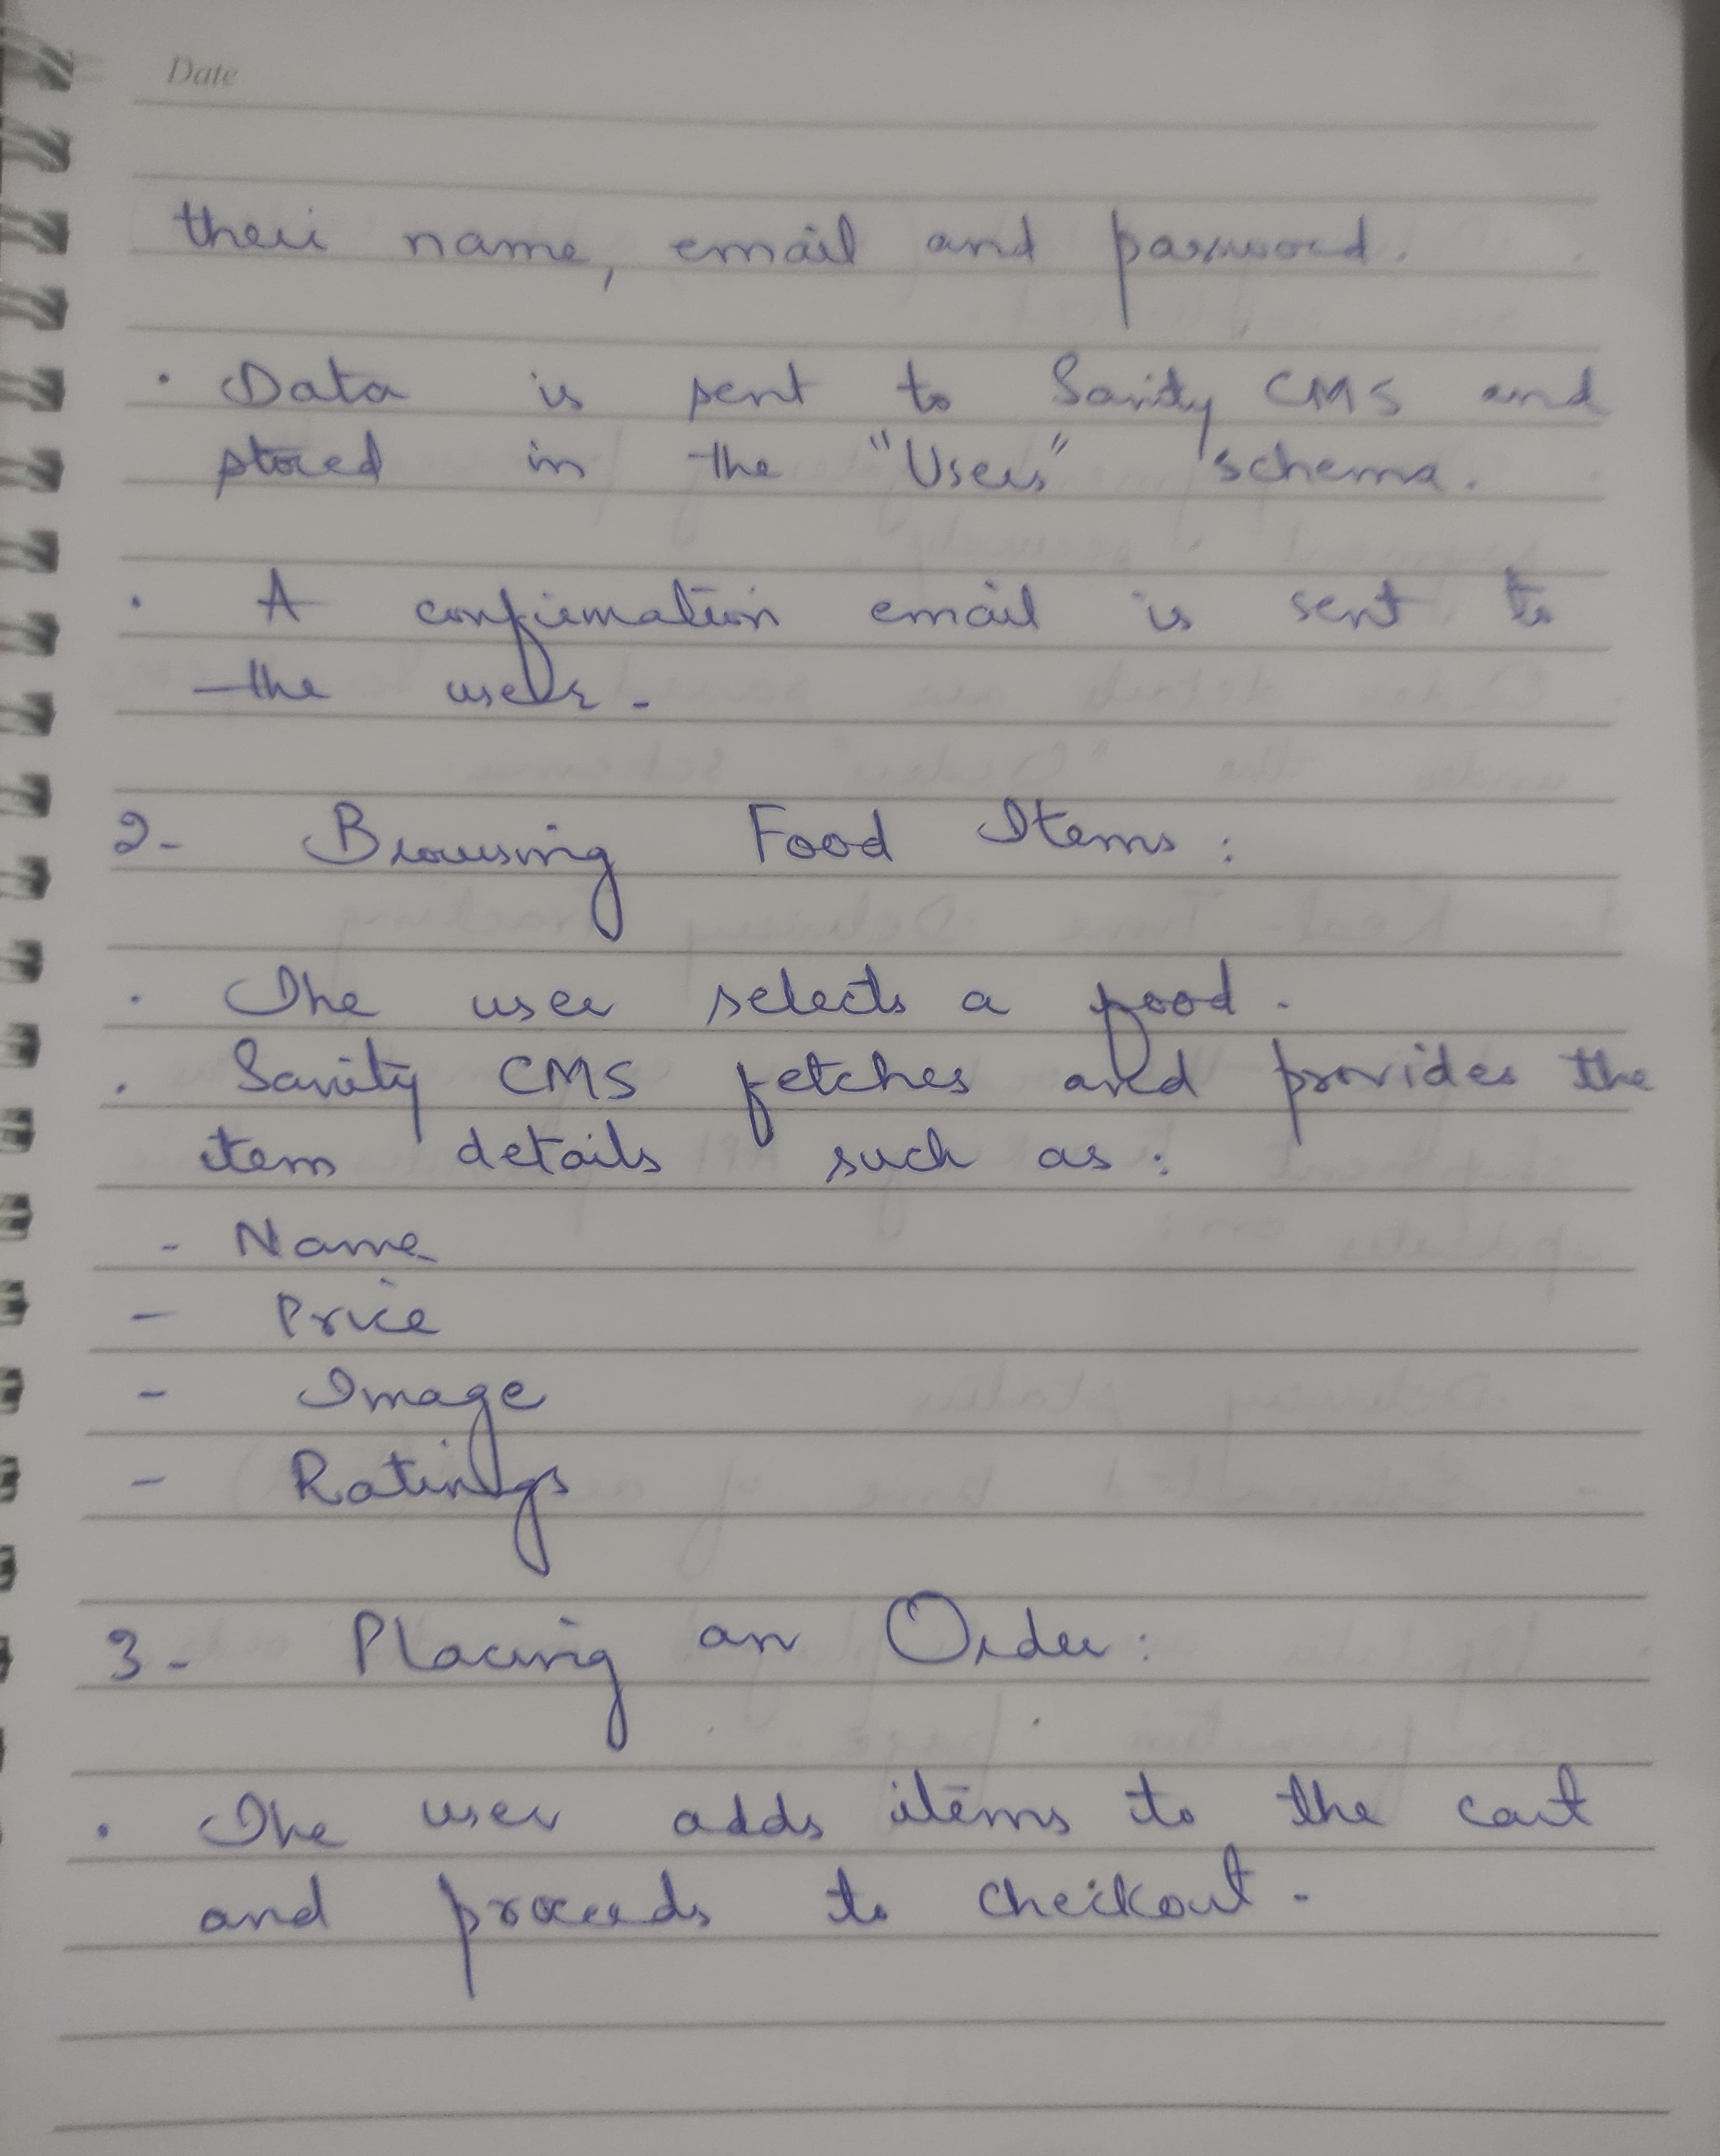 Date
their name, email and password.
· Data is sent to Sanity CMS and
stored in the "Users" schema.
· A confirmation email is sent to
the user.
2- Browsing Food Items:
· The user selects a food.
· Sanity CMS fetches and provides the
item details such as:
- Name
- Price
- Image
- Ratings
3- Placing an Order:
· The user adds items to the cart
and proceeds to checkout.